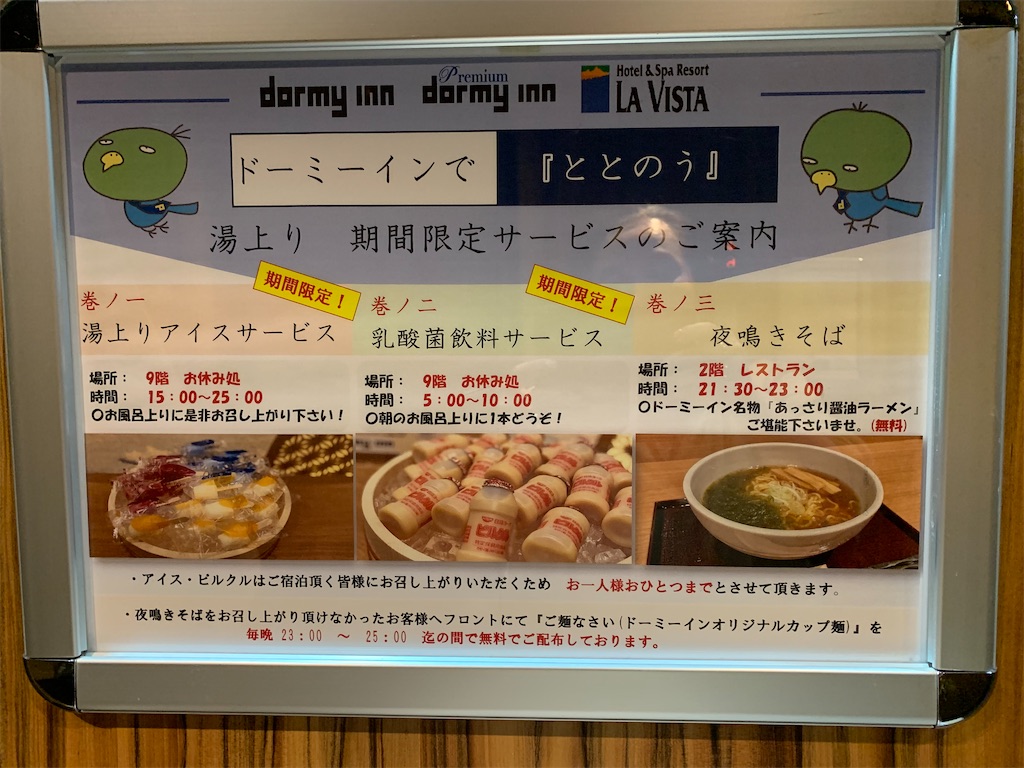 dormy inn
Premium
dormy inn
Hotel & Spa Resort
LA VISTA
ドーミーインで 『ととのう』
湯上り 期間限定サービスのご案内
期間限定！
巻ノ一
湯上りアイスサービス
場所： 9階 お休み処
時間： 15：00～25：00
〇お風呂上りに是非お召し上がり下さい！
期間限定！
巻ノ二
乳酸菌飲料サービス
場所： 9階 お休み処
時間： 5：00～10：00
〇朝のお風呂上りに1本どうぞ！
巻ノ三
夜鳴きそば
場所： 2階 レストラン
時間： 21：30～23：00
〇ドーミーイン名物「あっさり醤油ラーメン」
ご堪能下さいませ。(無料)
ピルクル
・アイス・ピルクルはご宿泊頂く皆様にお召し上がりいただくため お一人様おひとつまでとさせて頂きます。
・夜鳴きそばをお召し上がり頂けなかったお客様へフロントにて『ご麺なさい(ドーミーインオリジナルカップ麺)』を
毎晩 23：00 ～ 25：00 迄の間で無料でご配布しております。